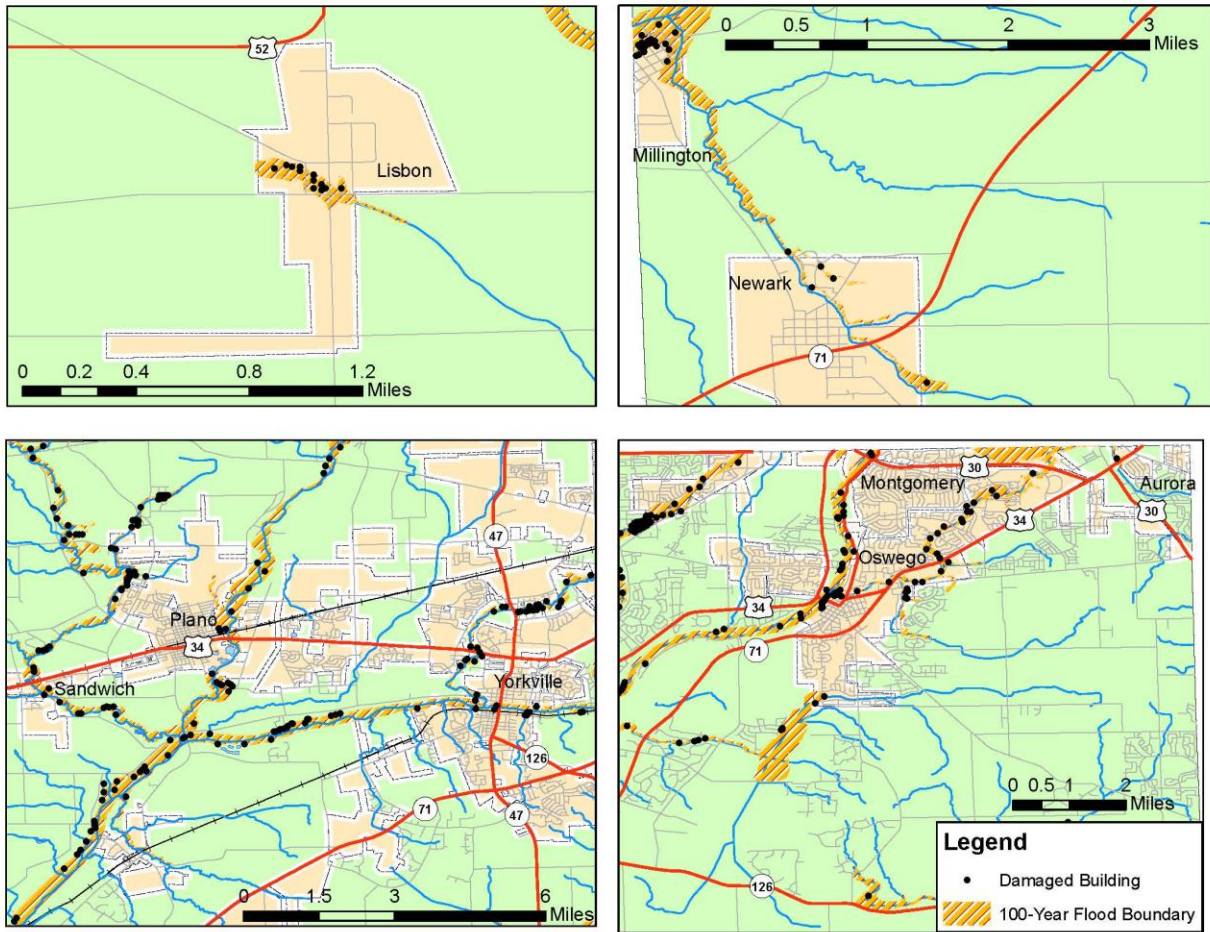 52
Lisbon
0 0.4 0.8 1.2
Miles
0 0.5 1 2 3
Miles
Millington
Newark
71
47
Plano
34
Sandwich
Yorkville
126
71
47
0 1.5 3 6
Miles
30
Montgomery
Aurora
30
34
Oswego
34
71
0 0.5 1 2
Miles
126
Legend
Damaged Building
100-Year Flood Boundary